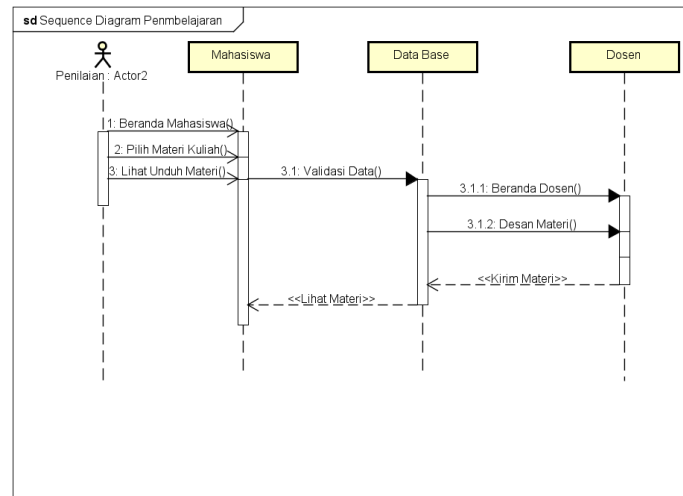 sd Sequence Diagram Penmbelajaran
Penilaian : Actor2
Mahasiswa
Data Base
Dosen
1: Beranda Mahasiswa()
2: Pilih Materi Kuliah()
3: Lihat Unduh Materi()
3.1: Validasi Data()
3.1.1: Beranda Dosen()
3.1.2: Desan Materi()
<<Kirim Materi>>
<<Lihat Materi>>